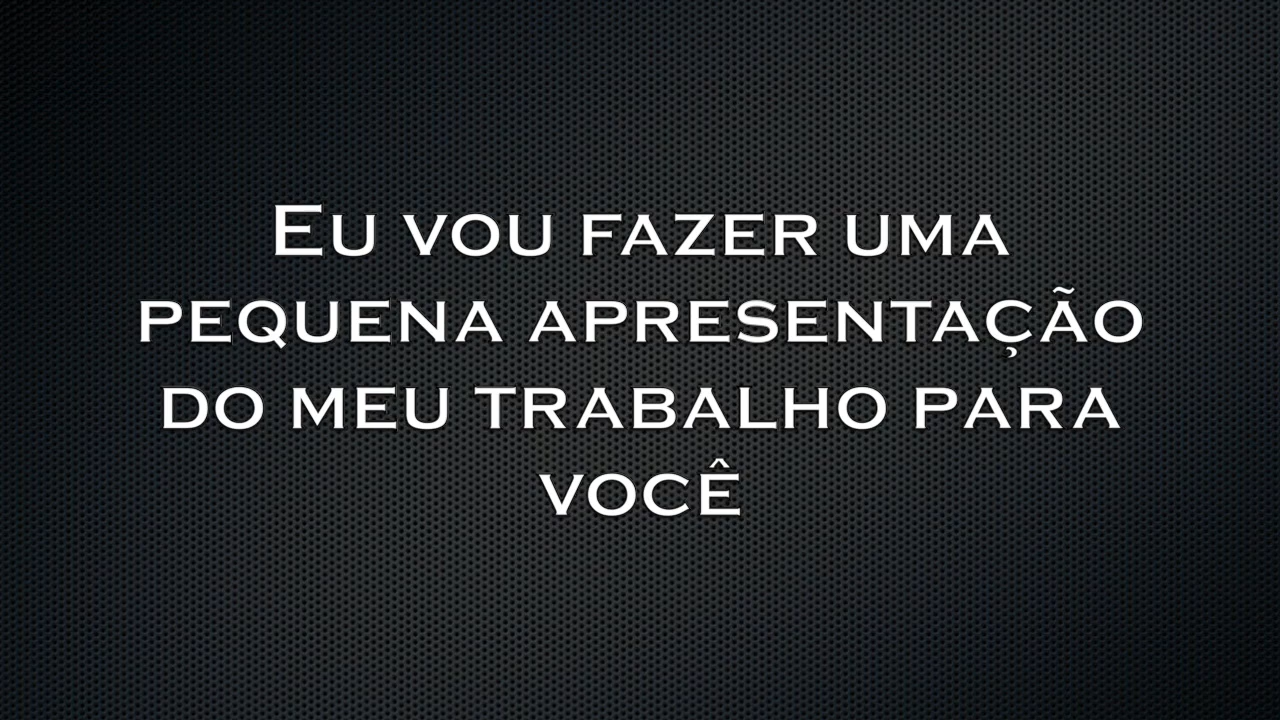 Eu vou fazer uma
pequena apresentação
do meu trabalho para
você